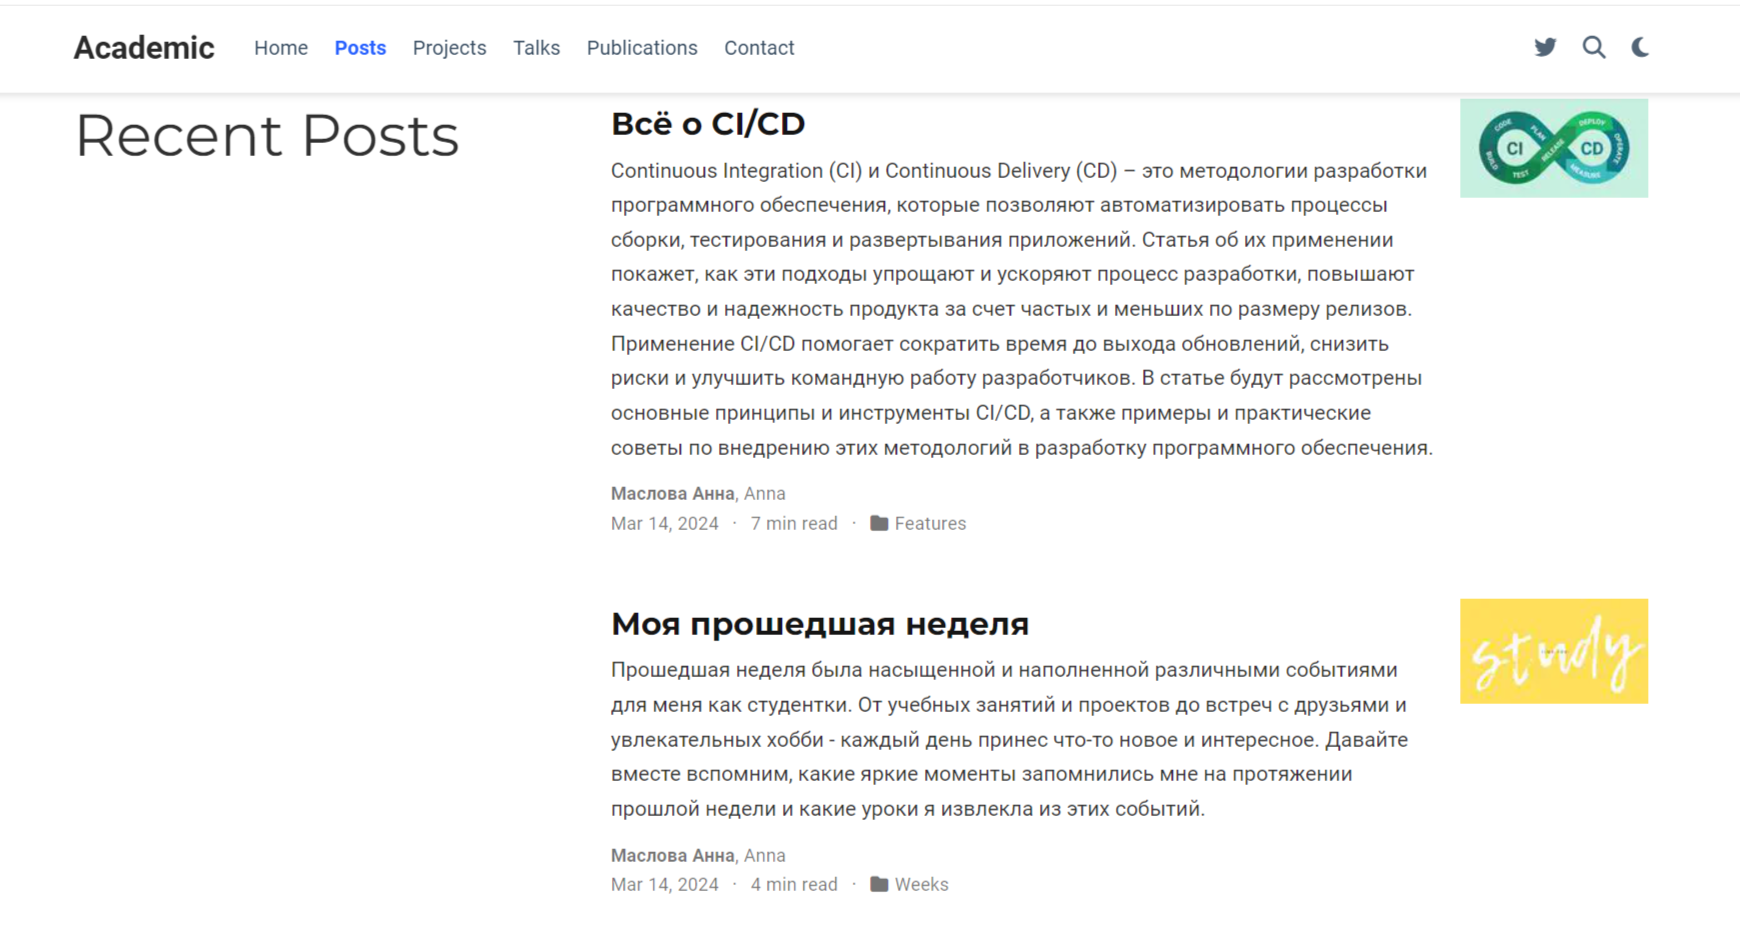 Academic Home Posts Projects Talks Publications Contact
Recent Posts
Всё о CI/CD
Continuous Integration (CI) и Continuous Delivery (CD) – это методологии разработки
программного обеспечения, которые позволяют автоматизировать процессы
сборки, тестирования и развертывания приложений. Статья об их применении
покажет, как эти подходы упрощают и ускоряют процесс разработки, повышают
качество и надежность продукта за счет частых и меньших по размеру релизов.
Применение CI/CD помогает сократить время до выхода обновлений, снизить
риски и улучшить командную работу разработчиков. В статье будут рассмотрены
основные принципы и инструменты CI/CD, а также примеры и практические
советы по внедрению этих методологий в разработку программного обеспечения.
Маслова Анна, Anna
Mar 14, 2024 · 7 min read · Features
CODE
PLAN
BUILD
CI
TEST
RELEASE
DEPLOY
CD
OPERATE
MEASURE
Моя прошедшая неделя
Прошедшая неделя была насыщенной и наполненной различными событиями
для меня как студентки. От учебных занятий и проектов до встреч с друзьями и
увлекательных хобби - каждый день принес что-то новое и интересное. Давайте
вместе вспомним, какие яркие моменты запомнились мне на протяжении
прошлой недели и какие уроки я извлекла из этих событий.
Маслова Анна, Anna
Mar 14, 2024 · 4 min read · Weeks
study